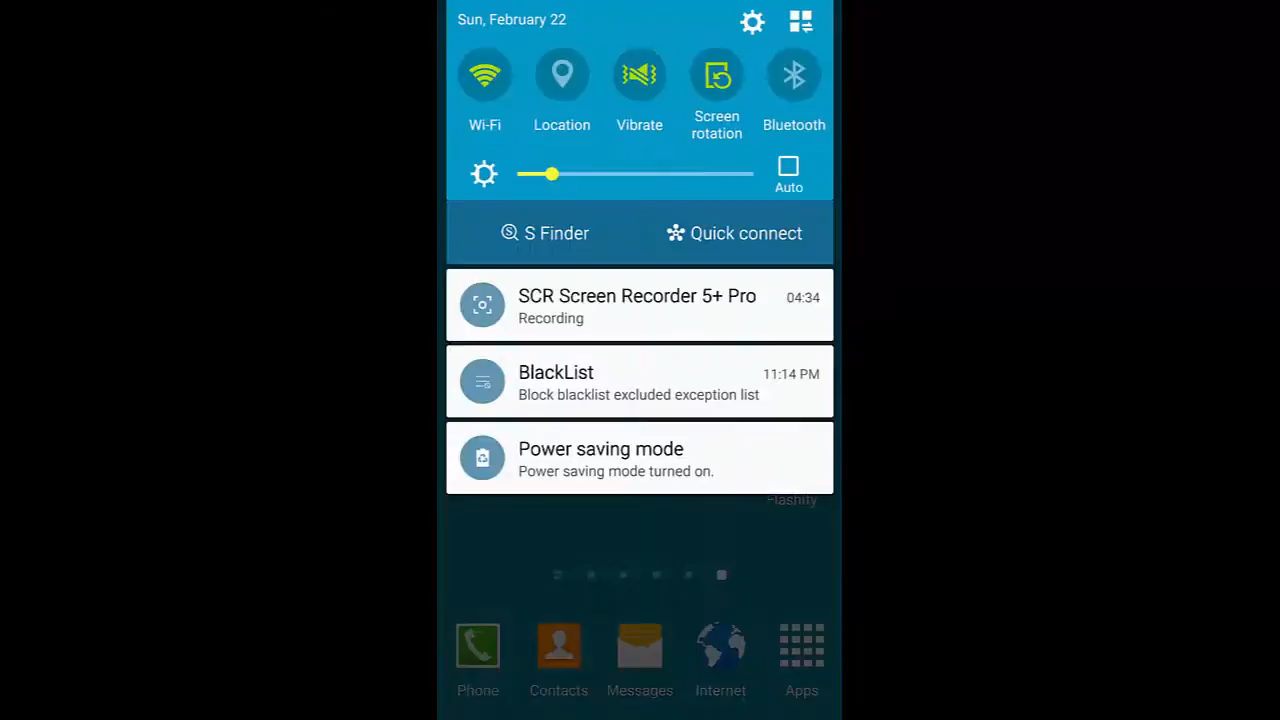 Sun, February 22
Wi-Fi
Location
Vibrate
Screen
rotation
Bluetooth
Auto
S Finder
Quick connect
SCR Screen Recorder 5+ Pro
04:34
Recording
BlackList
11:14 PM
Block blacklist excluded exception list
Power saving mode
Power saving mode turned on.
Flashify
Phone
Contacts
Messages
Internet
Apps